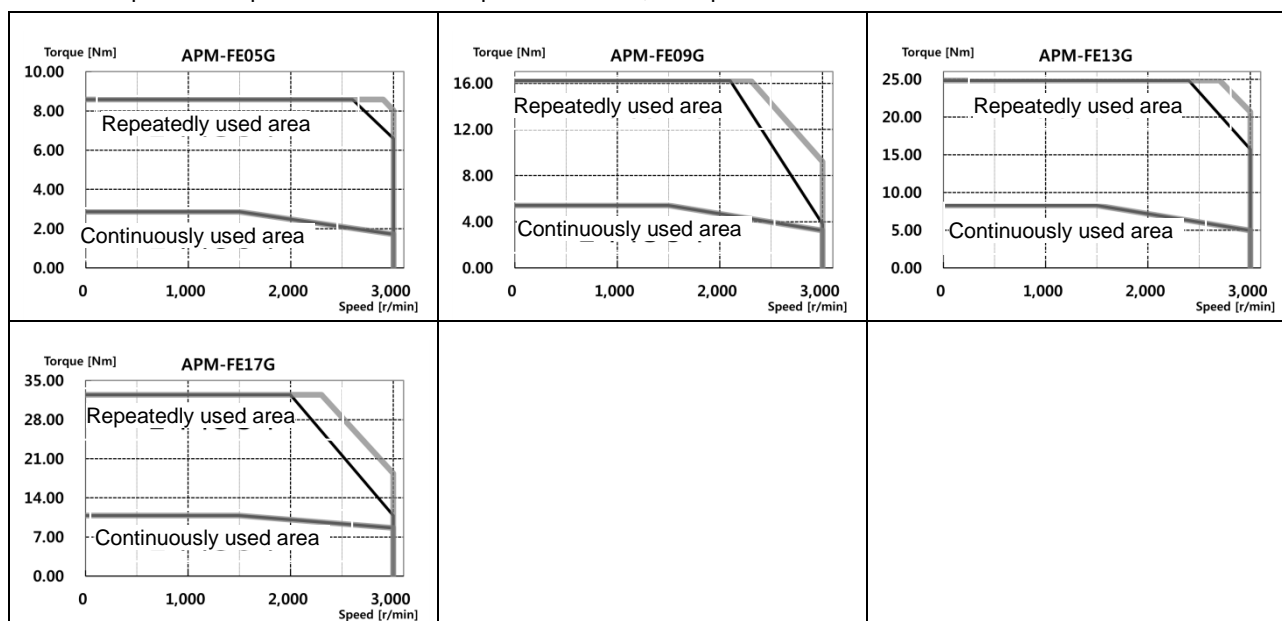 Torque [Nm] APM-FE05G
10.00
8.00
Repeatedly used area
6.00
4.00
2.00
Continuously used area
0.00
0 1,000 2,000 3,000
Speed [r/min]
Torque [Nm] APM-FE09G
16.00
Repeatedly used area
12.00
8.00
4.00
Continuously used area
0.00
0 1,000 2,000 3,000
Speed [r/min]
Torque [Nm] APM-FE13G
25.00
Repeatedly used area
20.00
15.00
10.00
5.00
Continuously used area
0.00
0 1,000 2,000 3,000
Speed [r/min]
Torque [Nm] APM-FE17G
35.00
Repeatedly used area
28.00
21.00
14.00
7.00
Continuously used area
0.00
0 1,000 2,000 3,000
Speed [r/min]